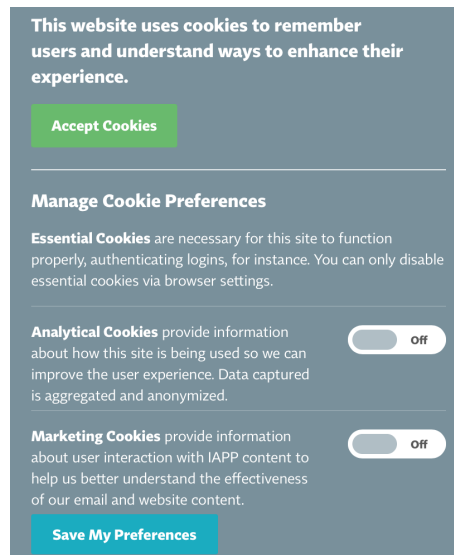 This website uses cookies to remember
users and understand ways to enhance their
experience.
Accept Cookies
Manage Cookie Preferences
Essential Cookies are necessary for this site to function
properly, authenticating logins, for instance. You can only disable
essential cookies via browser settings.
Analytical Cookies provide information
about how this site is being used so we can
improve the user experience. Data captured
is aggregated and anonymized.
Off
Marketing Cookies provide information
about user interaction with IAPP content to
help us better understand the effectiveness
of our email and website content.
Off
Save My Preferences